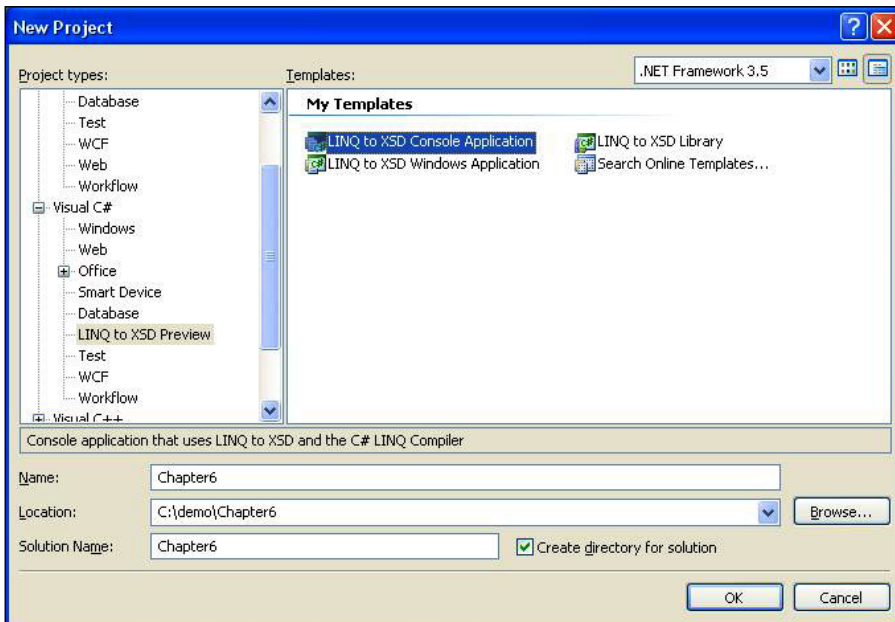 New Project
Project types:
Templates:
.NET Framework 3.5
Database
Test
WCF
Web
Workflow
Visual C#
Windows
Web
Office
Smart Device
Database
LINQ to XSD Preview
Test
WCF
Workflow
Visual C++
My Templates
LINQ to XSD Console Application
LINQ to XSD Library
LINQ to XSD Windows Application
Search Online Templates...
Console application that uses LINQ to XSD and the C# LINQ Compiler
Name:
Chapter6
Location:
C:\demo\Chapter6
Browse...
Solution Name:
Chapter6
Create directory for solution
OK
Cancel